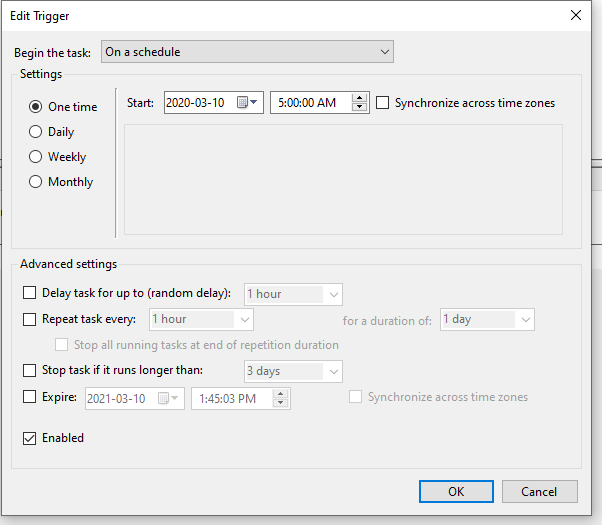 Edit Trigger
Begin the task: On a schedule
Settings
One time
Start: 2020-03-10 5:00:00 AM Synchronize across time zones
Daily
Weekly
Monthly
Advanced settings
Delay task for up to (random delay): 1 hour
Repeat task every: 1 hour for a duration of: 1 day
Stop all running tasks at end of repetition duration
Stop task if it runs longer than: 3 days
Expire: 2021-03-10 1:45:03 PM Synchronize across time zones
Enabled
OK Cancel